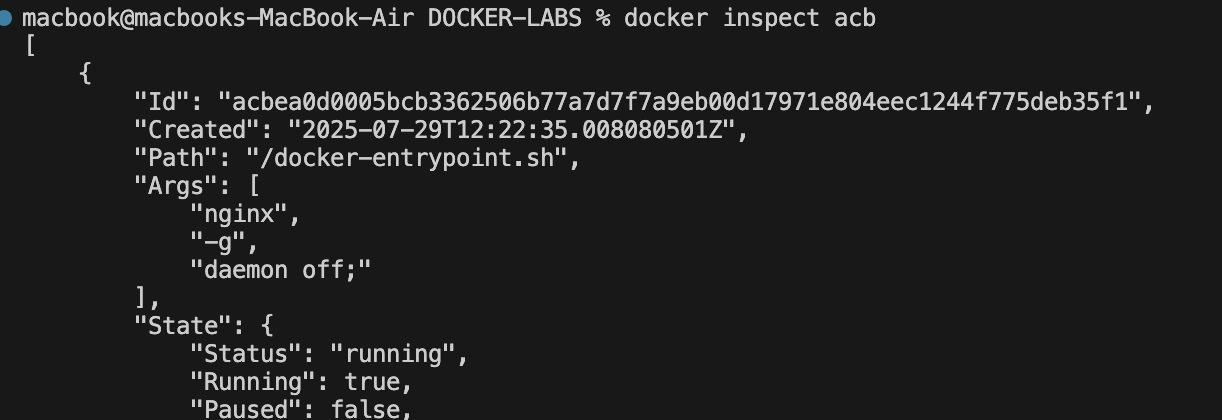 macbook@macbooks-MacBook-Air DOCKER-LABS % docker inspect acb
[
    {
        "Id": "acbea0d0005bcb3362506b77a7d7f7a9eb00d17971e804eec1244f775deb35f1",
        "Created": "2025-07-29T12:22:35.008080501Z",
        "Path": "/docker-entrypoint.sh",
        "Args": [
            "nginx",
            "-g",
            "daemon off;"
        ],
        "State": {
            "Status": "running",
            "Running": true,
            "Paused": false,